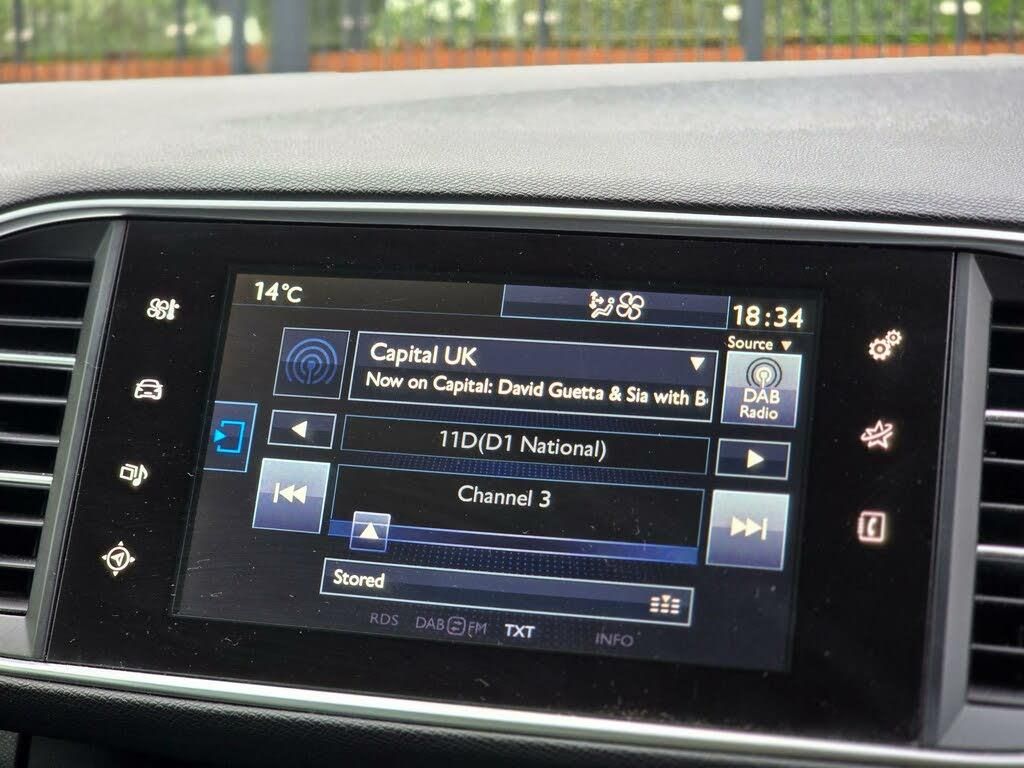 14°C
18:34
Source
Capital UK
Now on Capital: David Guetta & Sia with B
DAB
Radio
11D(D1 National)
Channel 3
Stored
RDS DAB FM TXT INFO